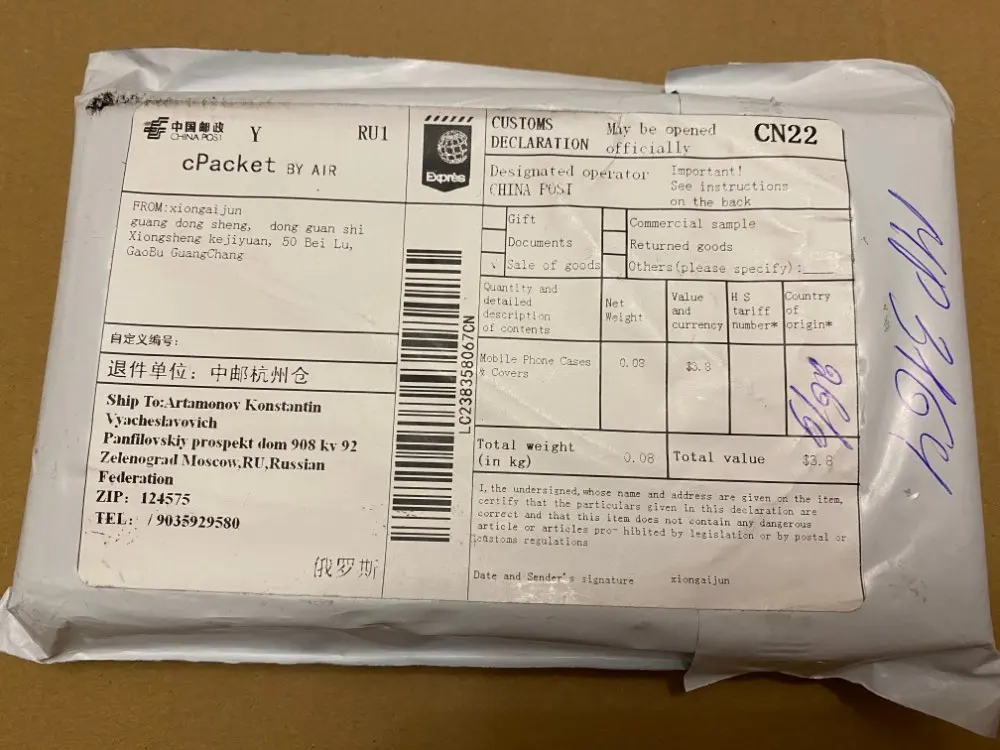 中国邮政
CHINA POST
Y
RU1
cPacket BY AIR
Exprès
CUSTOMS DECLARATION
May be opened officially
CN22
Designated operator
CHINA POST
Important!
See instructions
on the back
FROM:xiongaijun
guang dong sheng, dong guan shi
Xiongsheng kejiyuan, 50 Bei Lu,
GaoBu GuangChang
Gift
Commercial sample
Documents
Returned goods
√ Sale of goods
Others(please specify):____
自定义编号:
退件单位: 中邮杭州仓
Ship To:Artamonov Konstantin
Vyacheslavovich
Panfilovskiy prospekt dom 908 kv 92
Zelenograd Moscow,RU,Russian
Federation
ZIP: 124575
TEL: /9035929580
俄罗斯
LC238358067CN
Quantity and
detailed
description
of contents
Net
Weight
Value
and
currency
H S
tariff
number*
Country
of
origin*
Mobile Phone Cases
& Covers
0.08
$3.8
Total weight
(in kg)
0.08
Total value
$3.8
I, the undersigned, whose name and address are given on the item,
certify that the particulars given in this declaration are
correct and that this item does not contain any dangerous
article or articles pro- hibited by legislation or by postal or
customs regulations
Date and Sender's signature
xiongaijun